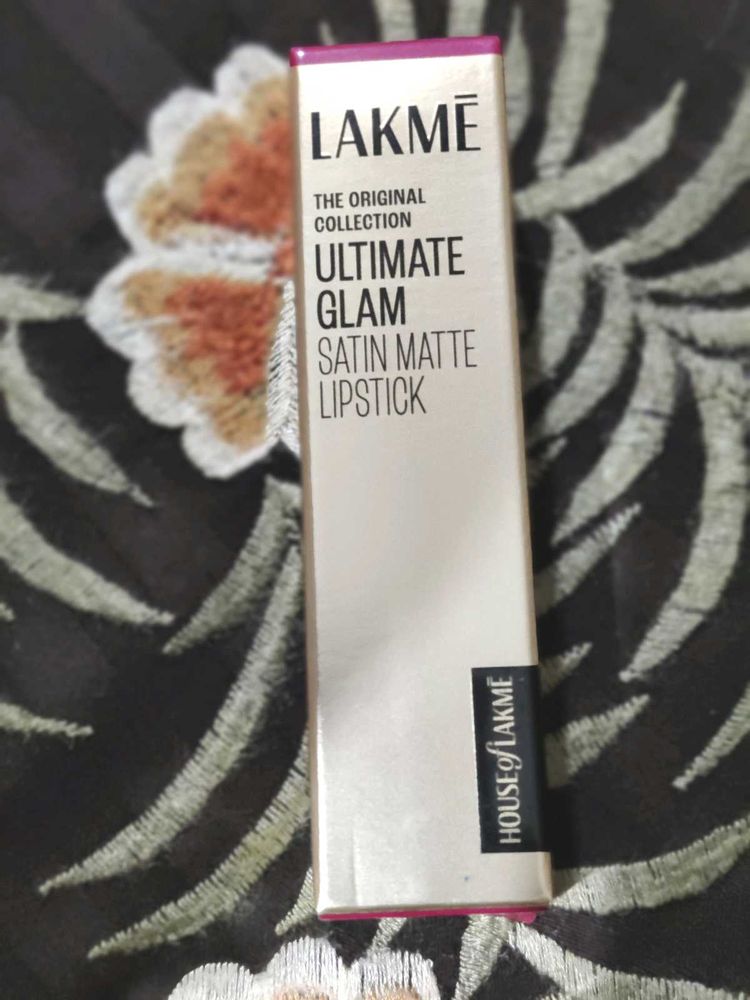 LAKMĒ
THE ORIGINAL
COLLECTION
ULTIMATE
GLAM
SATIN MATTE
LIPSTICK
HOUSE of LAKMĒ